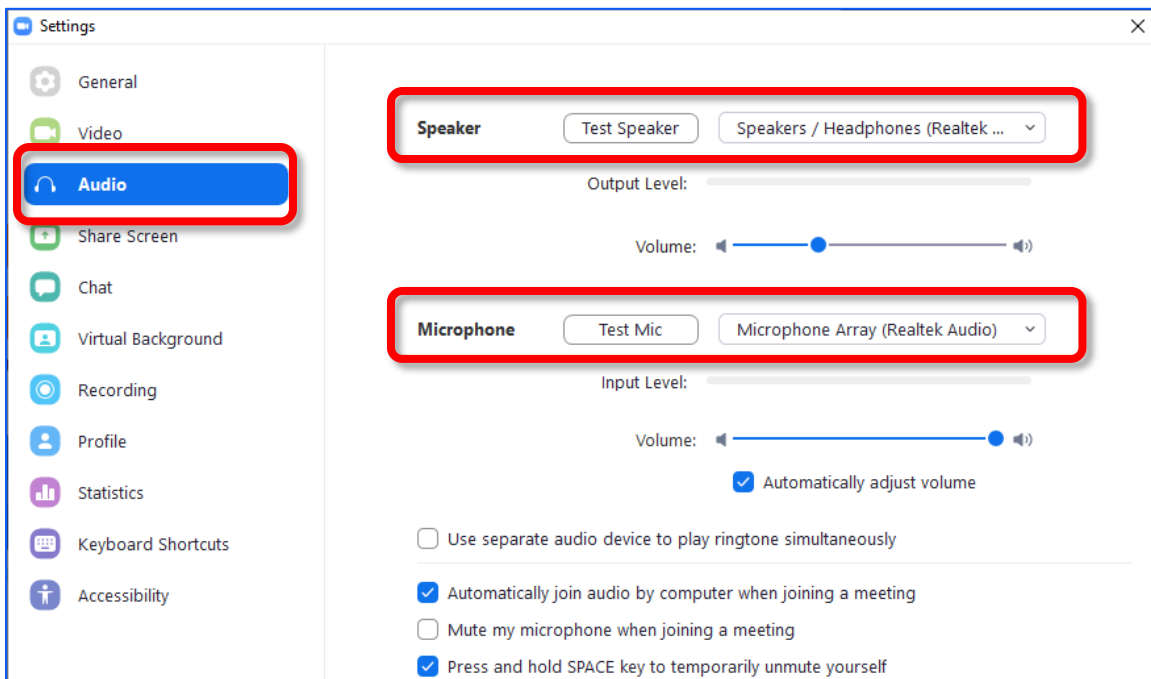 Settings
General
Video
Audio
Share Screen
Chat
Virtual Background
Recording
Profile
Statistics
Keyboard Shortcuts
Accessibility
Speaker Test Speaker Speakers / Headphones (Realtek ...
Output Level:
Volume:
Microphone Test Mic Microphone Array (Realtek Audio)
Input Level:
Volume:
Automatically adjust volume
Use separate audio device to play ringtone simultaneously
Automatically join audio by computer when joining a meeting
Mute my microphone when joining a meeting
Press and hold SPACE key to temporarily unmute yourself